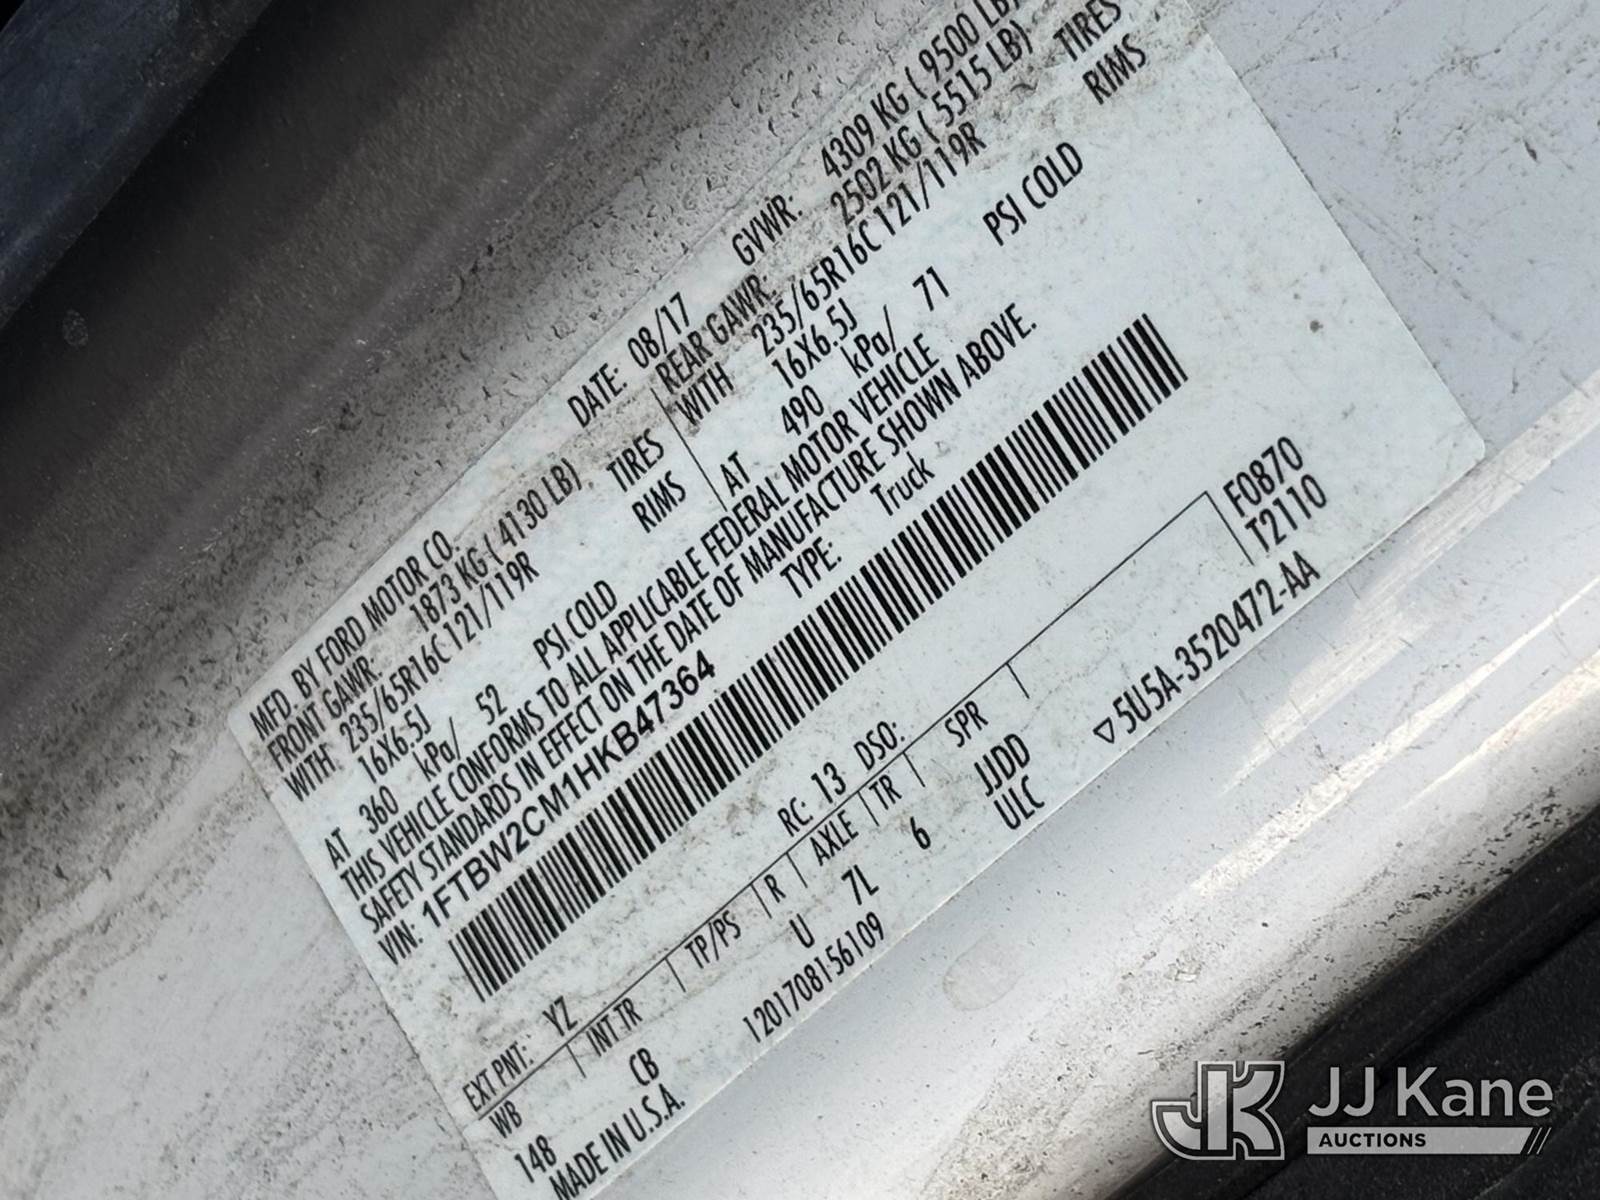 MFD. BY FORD MOTOR CO.
DATE: 08/17 GVWR: 4309 KG ( 9500 LB)
FRONT GAWR: 1873 KG ( 4130 LB) REAR GAWR: 2502 KG ( 5515 LB)
WITH 235/65R16C 121/119R TIRES WITH 235/65R16C 121/119R TIRES
16X6.5J RIMS 16X6.5J RIMS
AT 360 kPa/ 52 PSI COLD AT 490 kPa/ 71 PSI COLD
THIS VEHICLE CONFORMS TO ALL APPLICABLE FEDERAL MOTOR VEHICLE
SAFETY STANDARDS IN EFFECT ON THE DATE OF MANUFACTURE SHOWN ABOVE.
VIN: 1FTBW2CM1HKB47364 TYPE: Truck
EXT PNT: YZ RC: 13 DSO: F0870
WB INT TR TP/PS R AXLE TR SPR T2110
148 CB U 7L 6 JJDD
MADE IN U.S.A. ULC
1201708156109 ▽5U5A-3520472-AA
JK JJ Kane
AUCTIONS